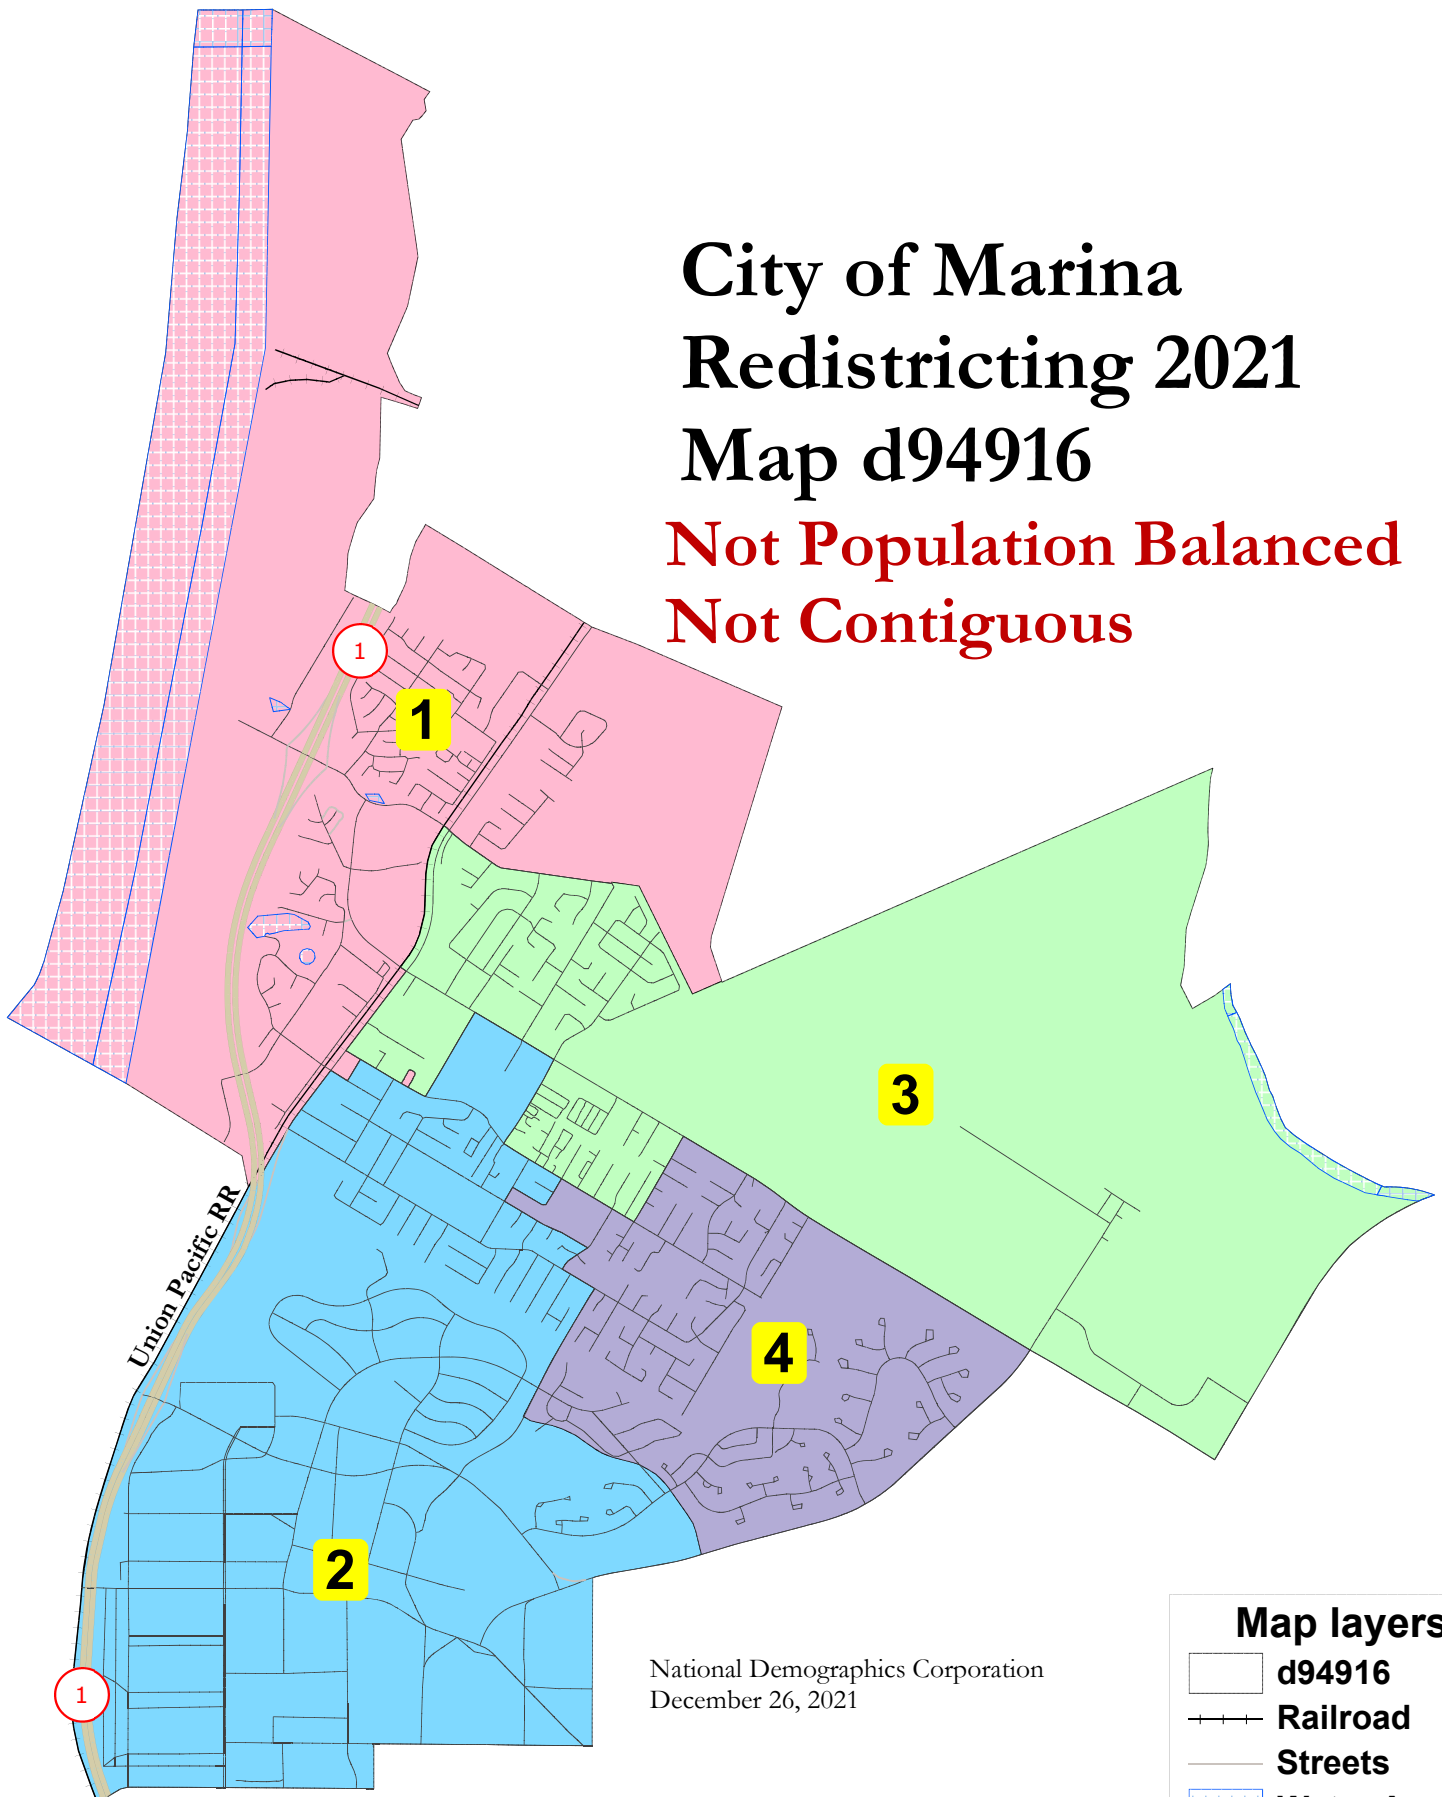 City of Marina
Redistricting 2021
Map d94916
Not Population Balanced
Not Contiguous
1
1
3
Union Pacific RR
4
2
1
National Demographics Corporation
December 26, 2021
Map layers
d94916
Railroad
Streets